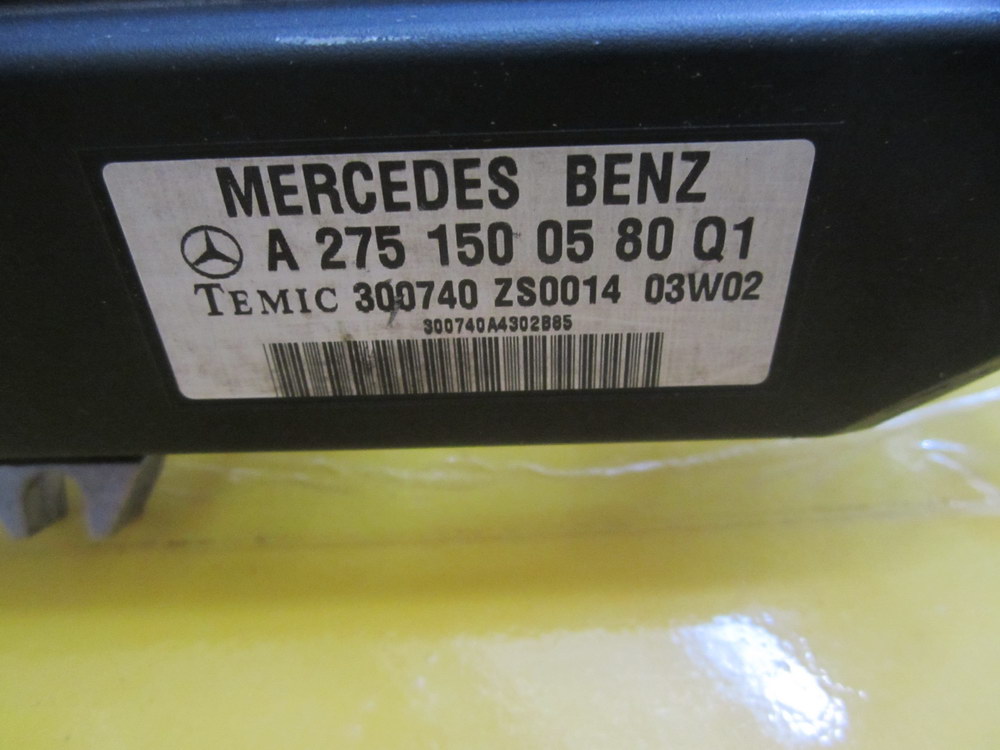 MERCEDES BENZ
A 275 150 05 80 Q1
TEMIC 300740 ZS0014 03W02
300740A4302B85